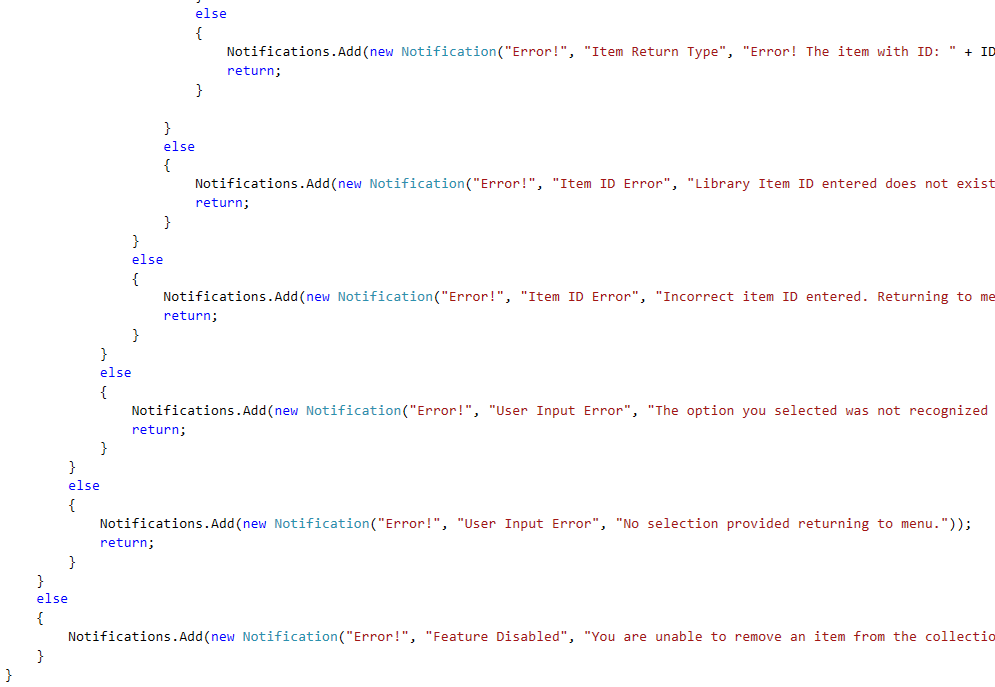 }
else
{
Notifications.Add(new Notification("Error!", "Item Return Type", "Error! The item with ID: " + ID
return;
}
}
else
{
Notifications.Add(new Notification("Error!", "Item ID Error", "Library Item ID entered does not exist
return;
}
}
else
{
Notifications.Add(new Notification("Error!", "Item ID Error", "Incorrect item ID entered. Returning to me
return;
}
}
else
{
Notifications.Add(new Notification("Error!", "User Input Error", "The option you selected was not recognized
return;
}
}
else
{
Notifications.Add(new Notification("Error!", "User Input Error", "No selection provided returning to menu."));
return;
}
}
else
{
Notifications.Add(new Notification("Error!", "Feature Disabled", "You are unable to remove an item from the collectio
}
}